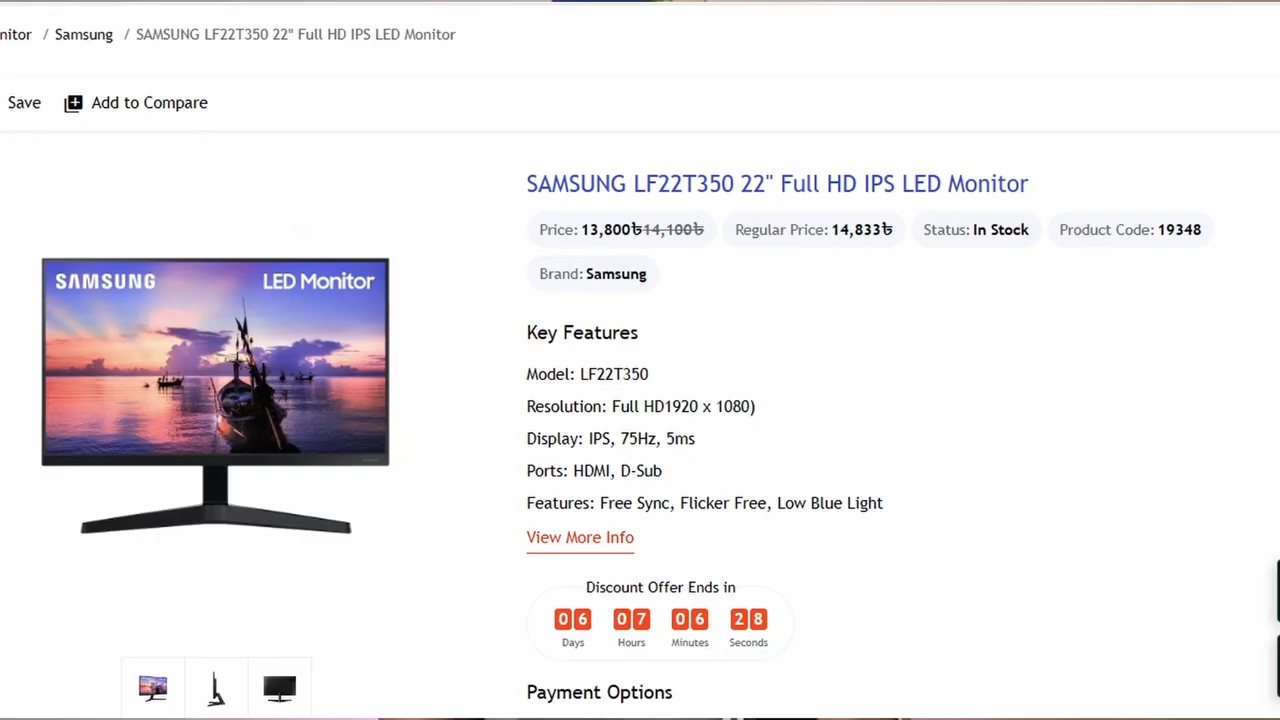 nitor / Samsung / SAMSUNG LF22T350 22" Full HD IPS LED Monitor
Save Add to Compare
SAMSUNG LED Monitor
SAMSUNG LF22T350 22" Full HD IPS LED Monitor
Price: 13,800৳14,100৳ Regular Price: 14,833৳ Status: In Stock Product Code: 19348
Brand: Samsung
Key Features
Model: LF22T350
Resolution: Full HD1920 x 1080)
Display: IPS, 75Hz, 5ms
Ports: HDMI, D-Sub
Features: Free Sync, Flicker Free, Low Blue Light
View More Info
Discount Offer Ends in
06 07 06 28
Days Hours Minutes Seconds
Payment Options